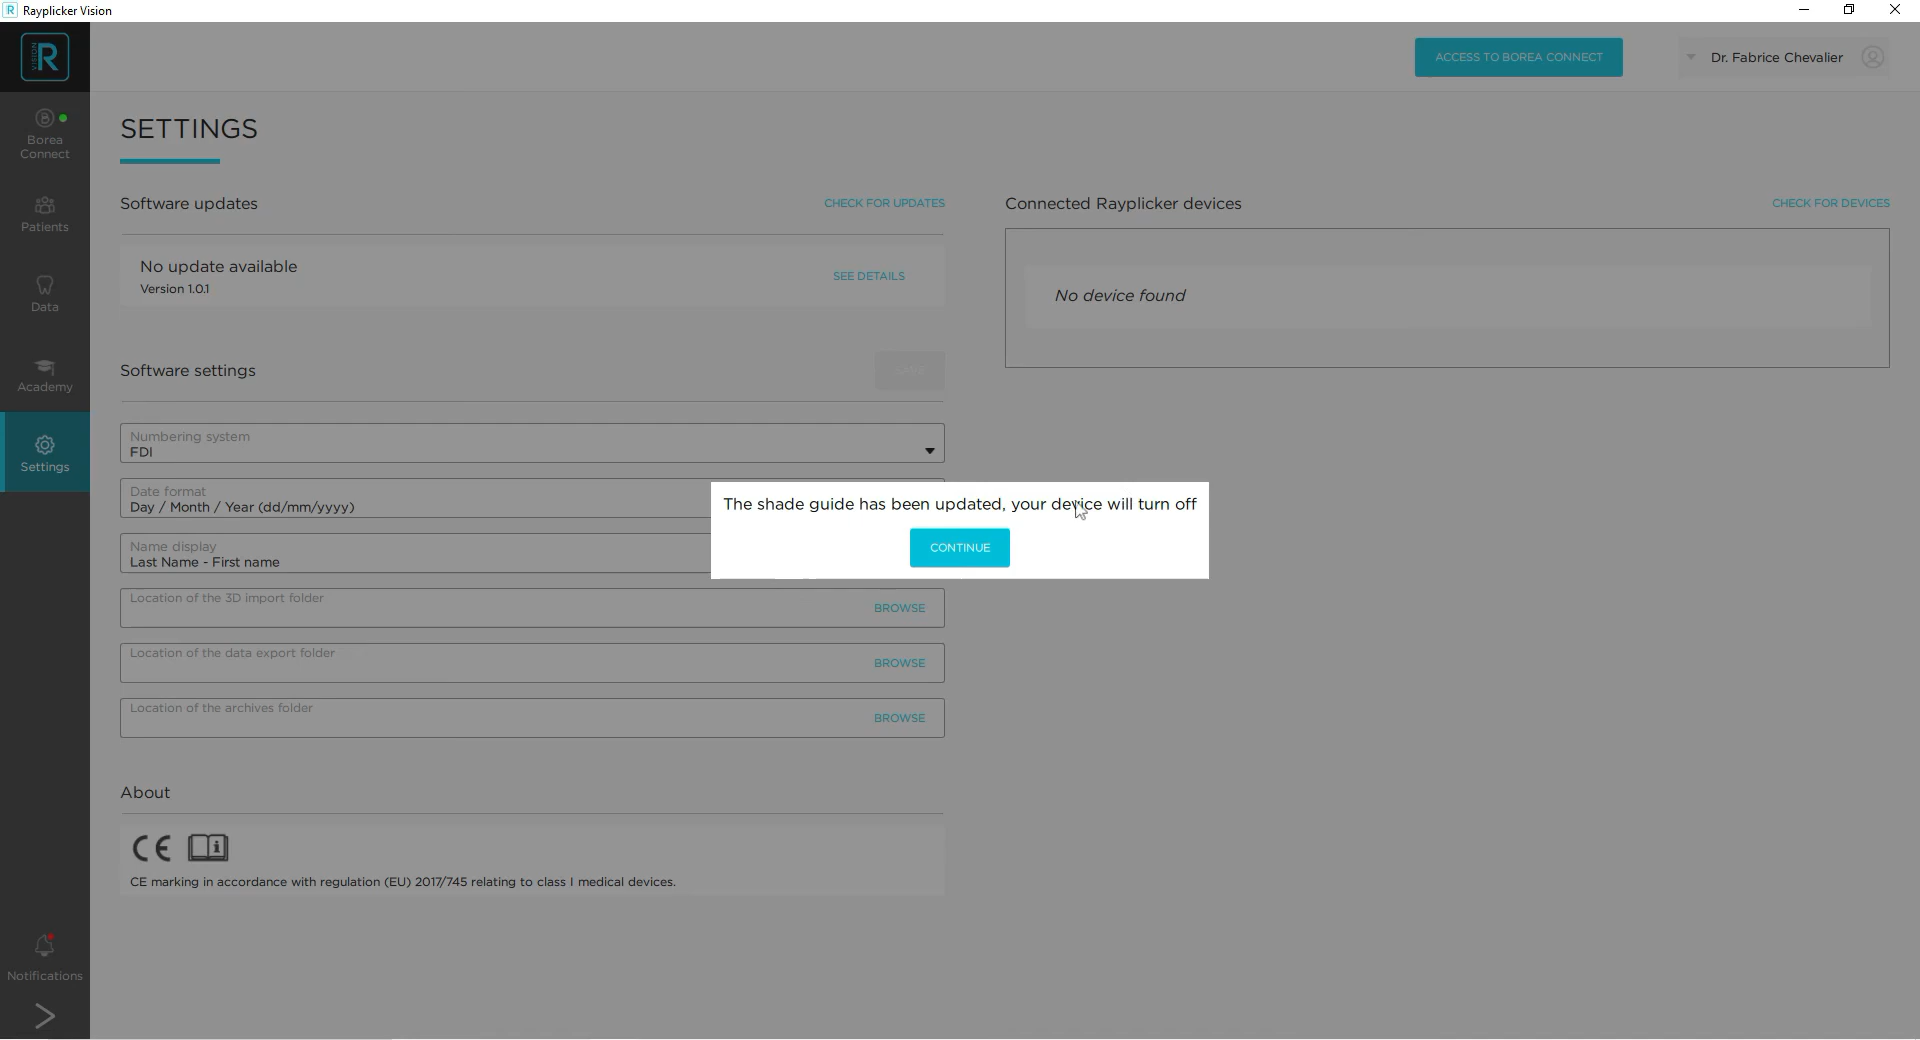 Rayplicker Vision
VISION
R
ACCESS TO BOREA CONNECT
Dr. Fabrice Chevalier
Borea
Connect
Patients
Data
Academy
Settings
Notifications
SETTINGS
Software updates
CHECK FOR UPDATES
No update available
Version 1.0.1
SEE DETAILS
Connected Rayplicker devices
CHECK FOR DEVICES
No device found
Software settings
Numbering system
FDI
Date format
Day / Month / Year (dd/mm/yyyy)
Name display
Last Name - First name
Location of the 3D import folder
BROWSE
Location of the data export folder
BROWSE
Location of the archives folder
BROWSE
The shade guide has been updated, your device will turn off
CONTINUE
About
CE
CE marking in accordance with regulation (EU) 2017/745 relating to class I medical devices.